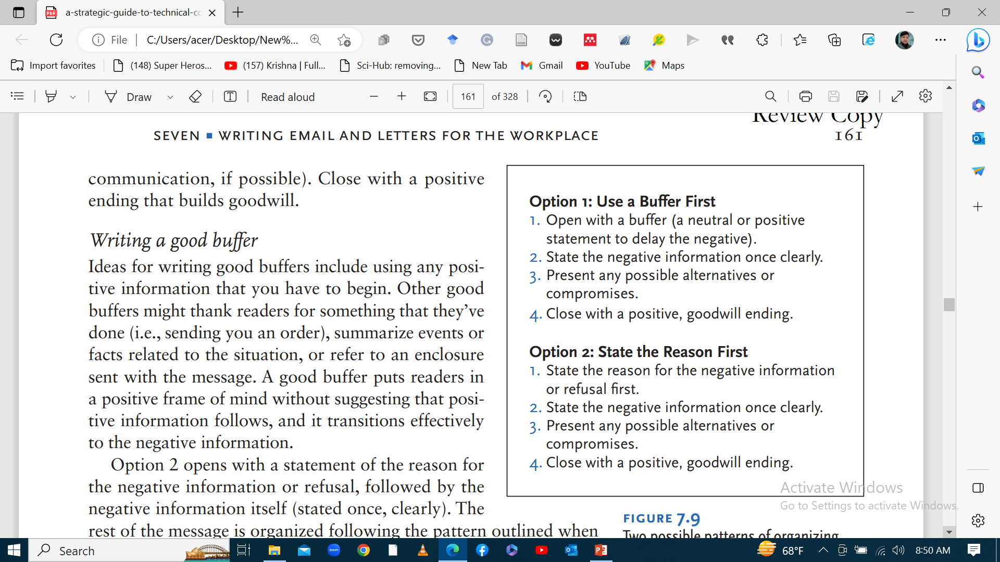 a-strategic-guide-to-technical-cc
File
C:/Users/acer/Desktop/New%...
Import favorites
(148) Super Heros...
(157) Krishna | Full...
Sci-Hub: removing...
New Tab
Gmail
YouTube
Maps
Draw
Read aloud
161
of 328
Review Copy
SEVEN ■ WRITING EMAIL AND LETTERS FOR THE WORKPLACE
161
communication, if possible). Close with a positive
ending that builds goodwill.
Writing a good buffer
Ideas for writing good buffers include using any posi-
tive information that you have to begin. Other good
buffers might thank readers for something that they’ve
done (i.e., sending you an order), summarize events or
facts related to the situation, or refer to an enclosure
sent with the message. A good buffer puts readers in
a positive frame of mind without suggesting that posi-
tive information follows, and it transitions effectively
to the negative information.
Option 2 opens with a statement of the reason for
the negative information or refusal, followed by the
negative information itself (stated once, clearly). The
rest of the message is organized following the pattern outlined when
Option 1: Use a Buffer First
1. Open with a buffer (a neutral or positive
statement to delay the negative).
2. State the negative information once clearly.
3. Present any possible alternatives or
compromises.
4. Close with a positive, goodwill ending.
Option 2: State the Reason First
1. State the reason for the negative information
or refusal first.
2. State the negative information once clearly.
3. Present any possible alternatives or
compromises.
4. Close with a positive, goodwill ending.
FIGURE 7.9
Two possible patterns of organizing
Activate Windows
Go to Settings to activate Windows.
Search
68°F
8:50 AM